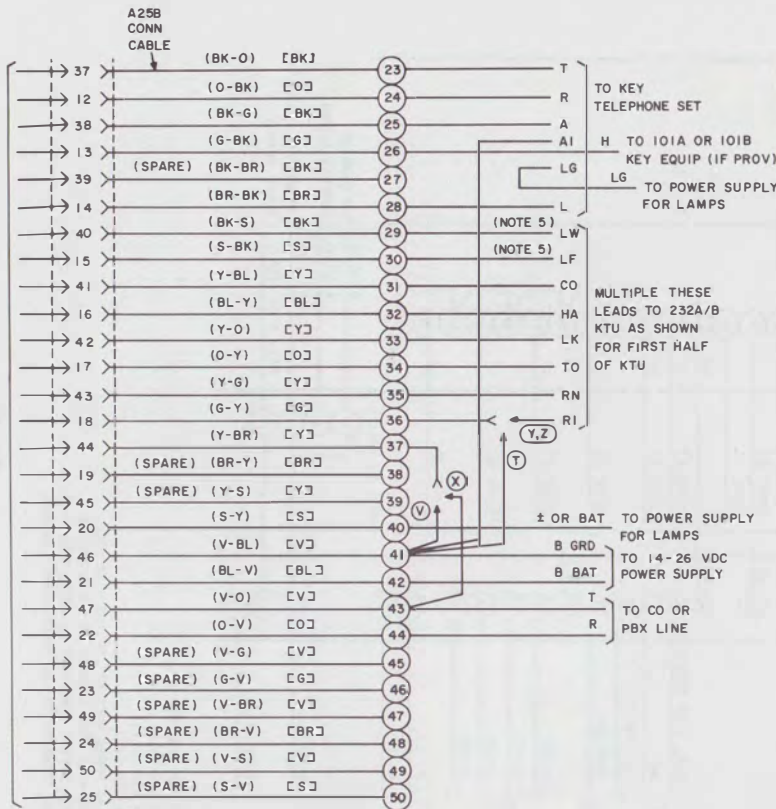 A25B
CONN
CABLE
37 (BK-O) [BK] 23 T
12 (O-BK) [O] 24 R
38 (BK-G) [BK] 25 A
13 (G-BK) [G] 26 A1 H
39 (SPARE) (BK-BR) [BK] 27 LG LG
14 (BR-BK) [BR] 28 L
TO KEY
TELEPHONE SET
TO 101A OR 101B
KEY EQUIP (IF PROV)
TO POWER SUPPLY
FOR LAMPS
40 (BK-S) [BK] 29 (NOTE 5) LW
15 (S-BK) [S] 30 (NOTE 5) LF
41 (Y-BL) [Y] 31 CO
16 (BL-Y) [BL] 32 HA
42 (Y-O) [Y] 33 LK
17 (O-Y) [O] 34 TO
43 (Y-G) [Y] 35 RN
18 (G-Y) [G] 36 R1
MULTIPLE THESE
LEADS TO 232A/B
KTU AS SHOWN
FOR FIRST HALF
OF KTU
Y,Z
T
44 (Y-BR) [Y] 37
19 (SPARE) (BR-Y) [BR] 38
X
45 (SPARE) (Y-S) [Y] 39
V
20 (S-Y) [S] 40 ± OR BAT TO POWER SUPPLY
FOR LAMPS
46 (V-BL) [V] 41 B GRD
21 (BL-V) [BL] 42 B BAT
TO 14-26 VDC
POWER SUPPLY
47 (V-O) [V] 43 T
22 (O-V) [O] 44 R
TO CO OR
PBX LINE
48 (SPARE) (V-G) [V] 45
23 (SPARE) (G-V) [G] 46
49 (SPARE) (V-BR) [V] 47
24 (SPARE) (BR-V) [BR] 48
50 (SPARE) (V-S) [V] 49
25 (SPARE) (S-V) [S] 50